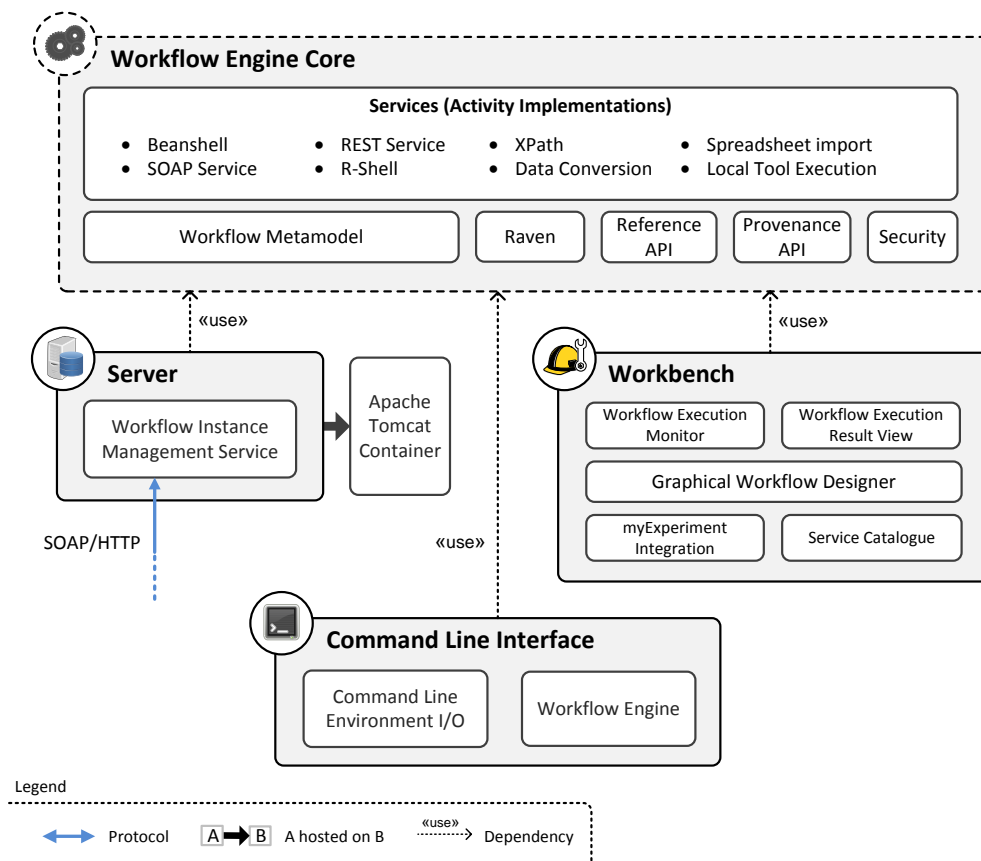 Workflow Engine Core
Services (Activity Implementations)
• Beanshell
• SOAP Service
• REST Service
• R-Shell
• XPath
• Data Conversion
• Spreadsheet import
• Local Tool Execution
Workflow Metamodel
Raven
Reference
API
Provenance
API
Security
«use»
«use»
Server
Workflow Instance
Management Service
Apache
Tomcat
Container
SOAP/HTTP
«use»
Workbench
Workflow Execution
Monitor
Workflow Execution
Result View
Graphical Workflow Designer
myExperiment
Integration
Service Catalogue
Command Line Interface
Command Line
Environment I/O
Workflow Engine
Legend
Protocol
A B A hosted on B
«use»
Dependency